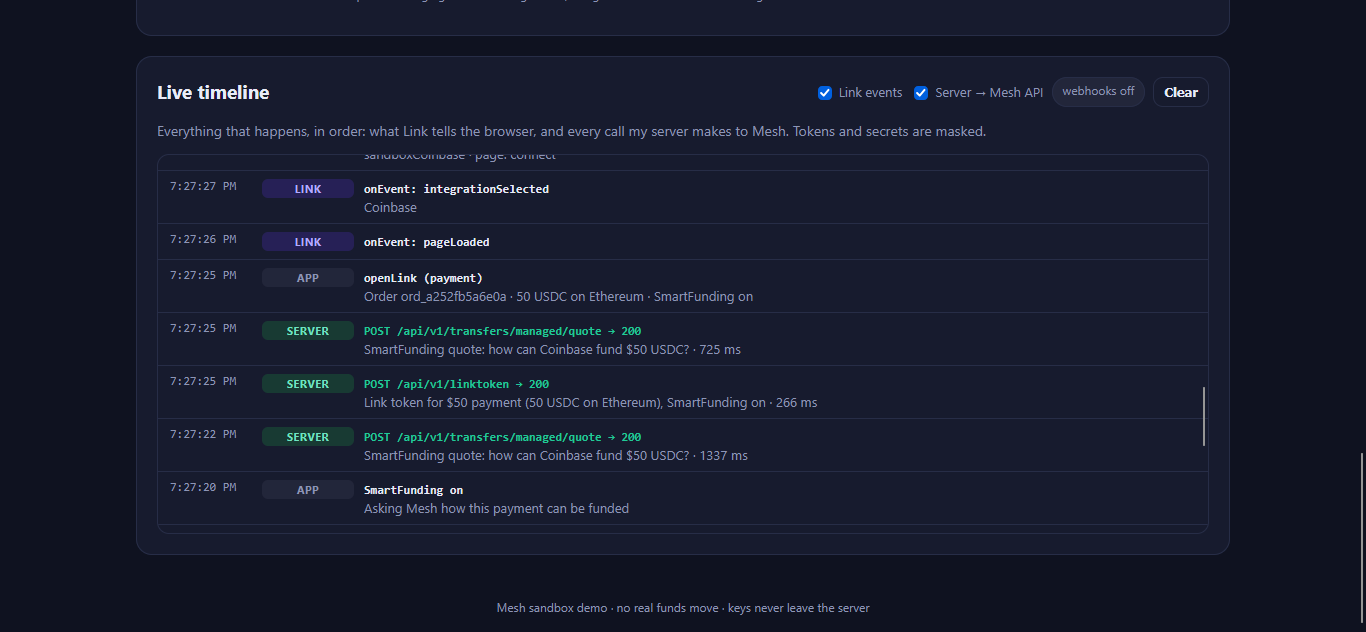 Live timeline
Link events
Server → Mesh API
webhooks off
Clear
Everything that happens, in order: what Link tells the browser, and every call my server makes to Mesh. Tokens and secrets are masked.
sandboxCoinbase · page: connect
7:27:27 PM LINK onEvent: integrationSelected
Coinbase
7:27:26 PM LINK onEvent: pageLoaded
7:27:25 PM APP openLink (payment)
Order ord_a252fb5a6e0a · 50 USDC on Ethereum · SmartFunding on
7:27:25 PM SERVER POST /api/v1/transfers/managed/quote → 200
SmartFunding quote: how can Coinbase fund $50 USDC? · 725 ms
7:27:25 PM SERVER POST /api/v1/linktoken → 200
Link token for $50 payment (50 USDC on Ethereum), SmartFunding on · 266 ms
7:27:22 PM SERVER POST /api/v1/transfers/managed/quote → 200
SmartFunding quote: how can Coinbase fund $50 USDC? · 1337 ms
7:27:20 PM APP SmartFunding on
Asking Mesh how this payment can be funded
Mesh sandbox demo · no real funds move · keys never leave the server